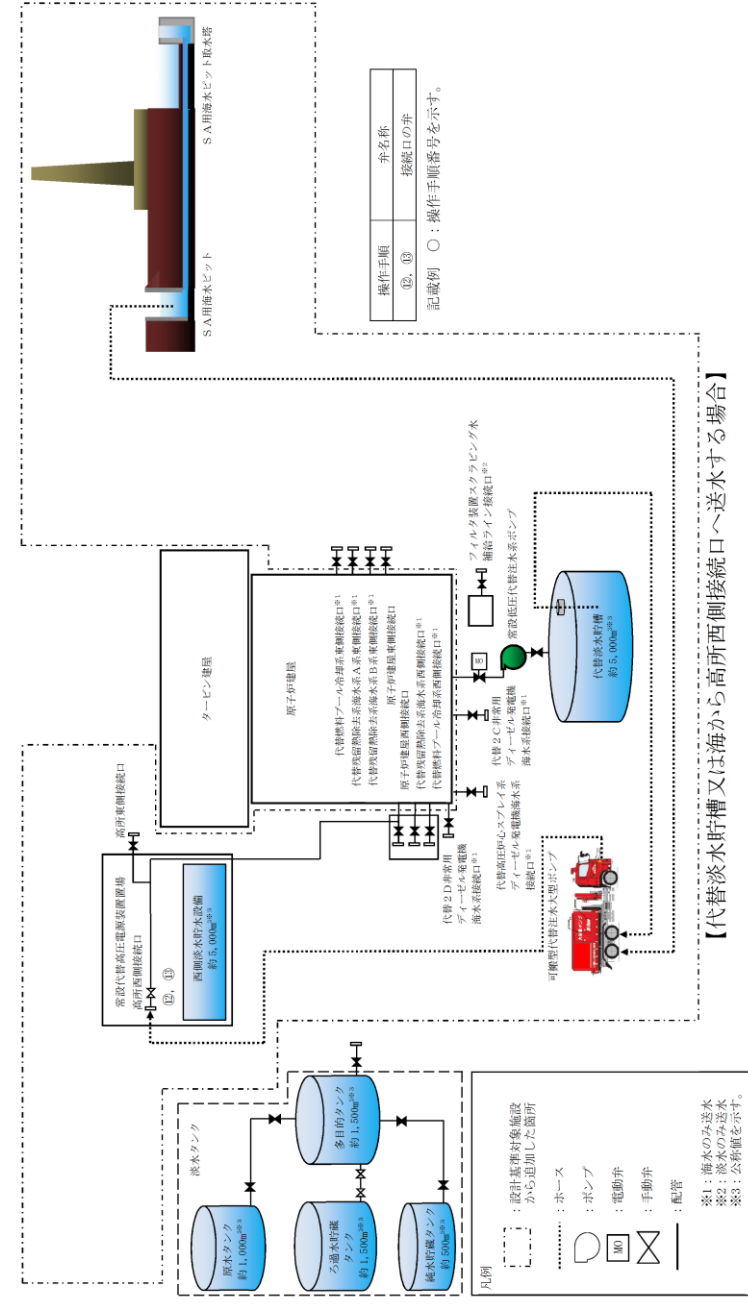 ＳＡ用海水ピット取水塔
ＳＡ用海水ピット
操作手順
弁名称
⑫，⑬
接続口の弁
記載例　○：操作手順番号を示す。
タービン建屋
原子炉建屋
代替燃料プール冷却系東側接続口※1
代替残留熱除去系海水系Ａ系東側接続口※1
代替残留熱除去系海水系Ｂ系東側接続口※1
原子炉建屋東側接続口
原子炉建屋西側接続口
代替残留熱除去系海水系西側接続口※1
代替燃料プール冷却系西側接続口※1
フィルタ装置スクラビング水
補給ライン接続口※2
常設低圧代替注水系ポンプ
MO
代替淡水貯槽
約 5,000m3※3
代替２Ｃ非常用
ディーゼル発電機
海水系接続口※1
代替高圧炉心スプレイ系
ディーゼル発電機海水系
接続口※1
代替２Ｄ非常用
ディーゼル発電機
海水系接続口※1
高所東側接続口
常設代替高圧電源装置置場
高所西側接続口
⑫，⑬
西側淡水貯水設備
約 5,000m3※3
可搬型代替注水大型ポンプ
【代替淡水貯槽又は海から高所西側接続口へ送水する場合】
淡水タンク
多目的タンク
約 1,500m3※3
原水タンク
約 1,000m3※3
ろ過水貯蔵
タンク
約 1,500m3※3
純水貯蔵タンク
約 500m3※3
凡例
：設計基準対象施設
から追加した箇所
：ホース
：ポンプ
MO
：電動弁
：手動弁
：配管
※1：海水のみ送水
※2：淡水のみ送水
※3：公称値を示す。